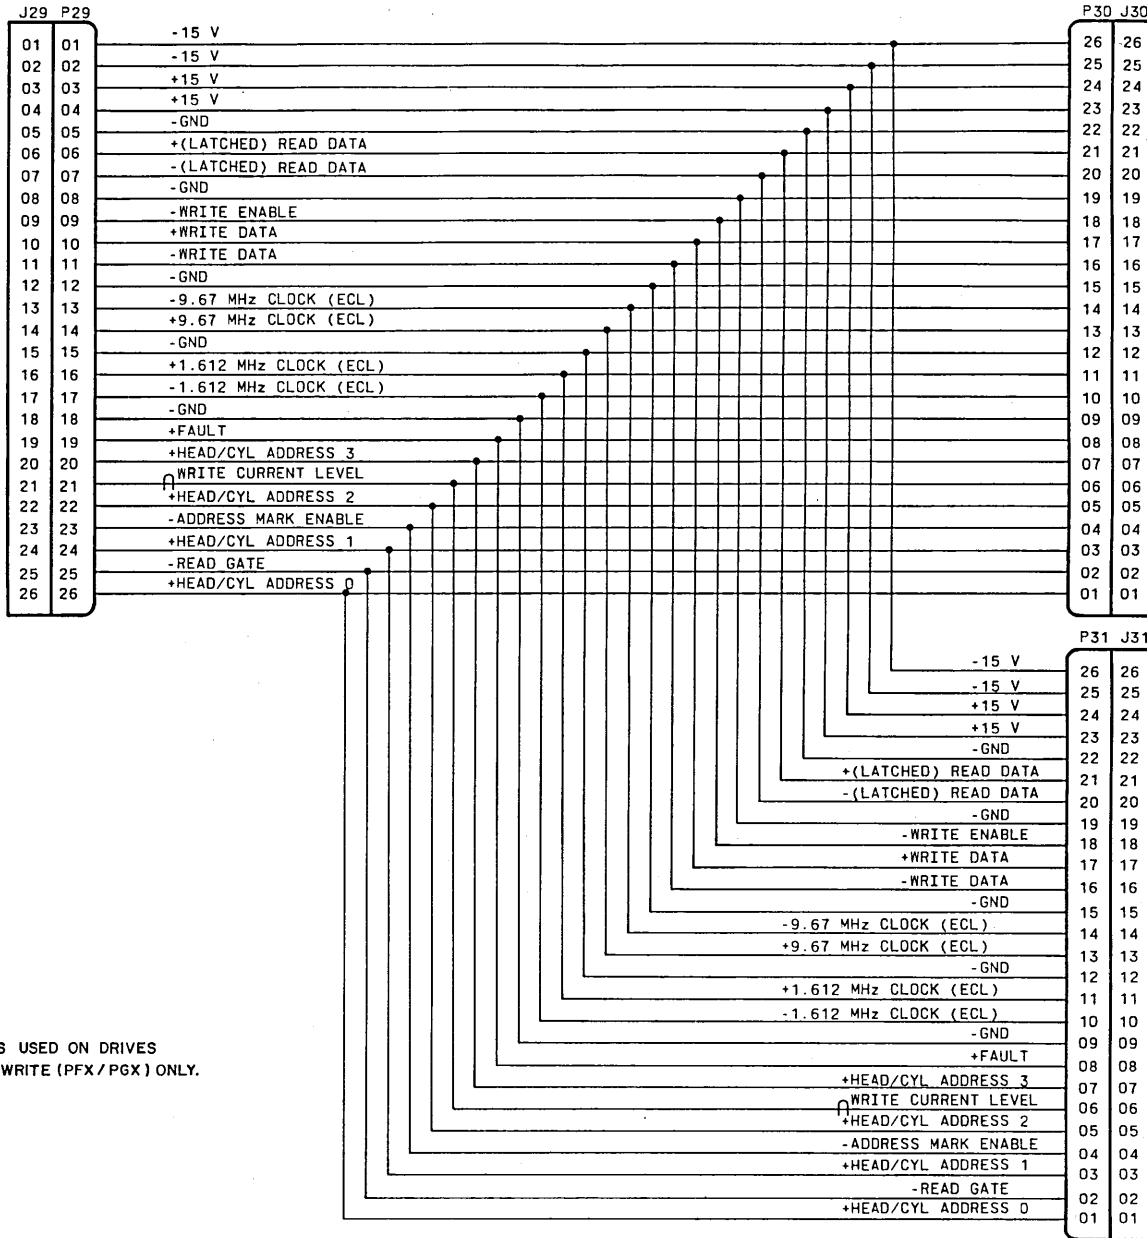 J29 P29 P30 J30
-15 V
01 01 26 26
-15 V
02 02 25 25
+15 V
03 03 24 24
+15 V
04 04 23 23
-GND
05 05 22 22
+(LATCHED) READ DATA
06 06 21 21
-(LATCHED) READ DATA
07 07 20 20
-GND
08 08 19 19
-WRITE ENABLE
09 09 18 18
+WRITE DATA
10 10 17 17
-WRITE DATA
11 11 16 16
-GND
12 12 15 15
-9.67 MHz CLOCK (ECL)
13 13 14 14
+9.67 MHz CLOCK (ECL)
14 14 13 13
-GND
15 15 12 12
+1.612 MHz CLOCK (ECL)
16 16 11 11
-1.612 MHz CLOCK (ECL)
17 17 10 10
-GND
18 18 09 09
+FAULT
19 19 08 08
+HEAD/CYL ADDRESS 3
20 20 07 07
WRITE CURRENT LEVEL
21 21 06 06
+HEAD/CYL ADDRESS 2
22 22 05 05
-ADDRESS MARK ENABLE
23 23 04 04
+HEAD/CYL ADDRESS 1
24 24 03 03
-READ GATE
25 25 02 02
+HEAD/CYL ADDRESS 0
26 26 01 01
P31 J31
-15 V
26 26
-15 V
25 25
+15 V
24 24
+15 V
23 23
-GND
22 22
+(LATCHED) READ DATA
21 21
-(LATCHED) READ DATA
20 20
-GND
19 19
-WRITE ENABLE
18 18
+WRITE DATA
17 17
-WRITE DATA
16 16
-GND
15 15
-9.67 MHz CLOCK (ECL)
14 14
+9.67 MHz CLOCK (ECL)
13 13
-GND
12 12
+1.612 MHz CLOCK (ECL)
11 11
-1.612 MHz CLOCK (ECL)
10 10
-GND
09 09
+FAULT
08 08
+HEAD/CYL ADDRESS 3
07 07
WRITE CURRENT LEVEL
06 06
+HEAD/CYL ADDRESS 2
05 05
-ADDRESS MARK ENABLE
04 04
+HEAD/CYL ADDRESS 1
03 03
-READ GATE
02 02
+HEAD/CYL ADDRESS 0
01 01
S USED ON DRIVES
WRITE (PFX/PGX) ONLY.